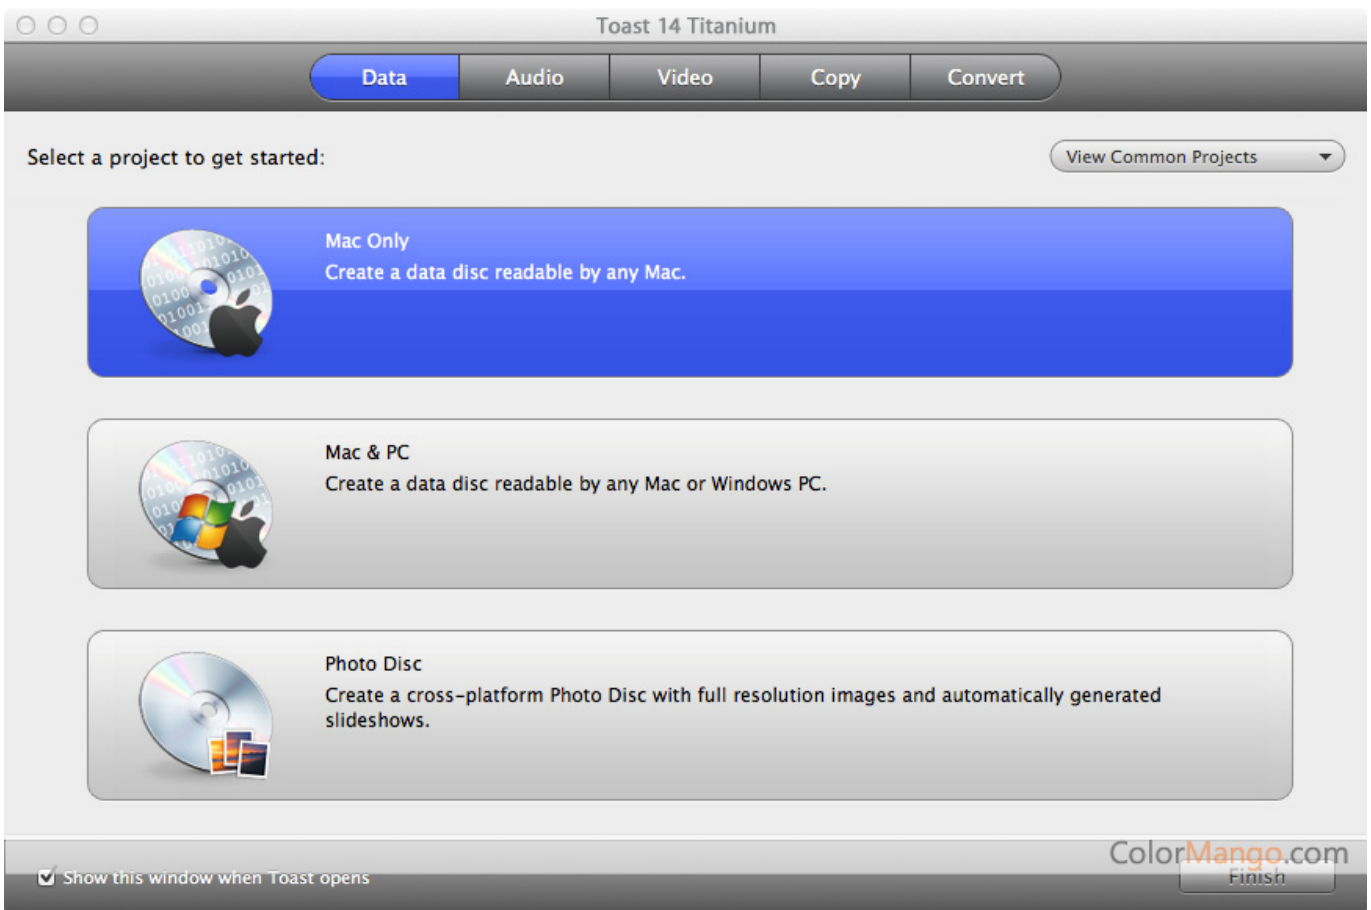 Toast 14 Titanium
Data Audio Video Copy Convert
Select a project to get started:
View Common Projects
Mac Only
Create a data disc readable by any Mac.
Mac & PC
Create a data disc readable by any Mac or Windows PC.
Photo Disc
Create a cross-platform Photo Disc with full resolution images and automatically generated
slideshows.
ColorMango.com
Show this window when Toast opens
Finish